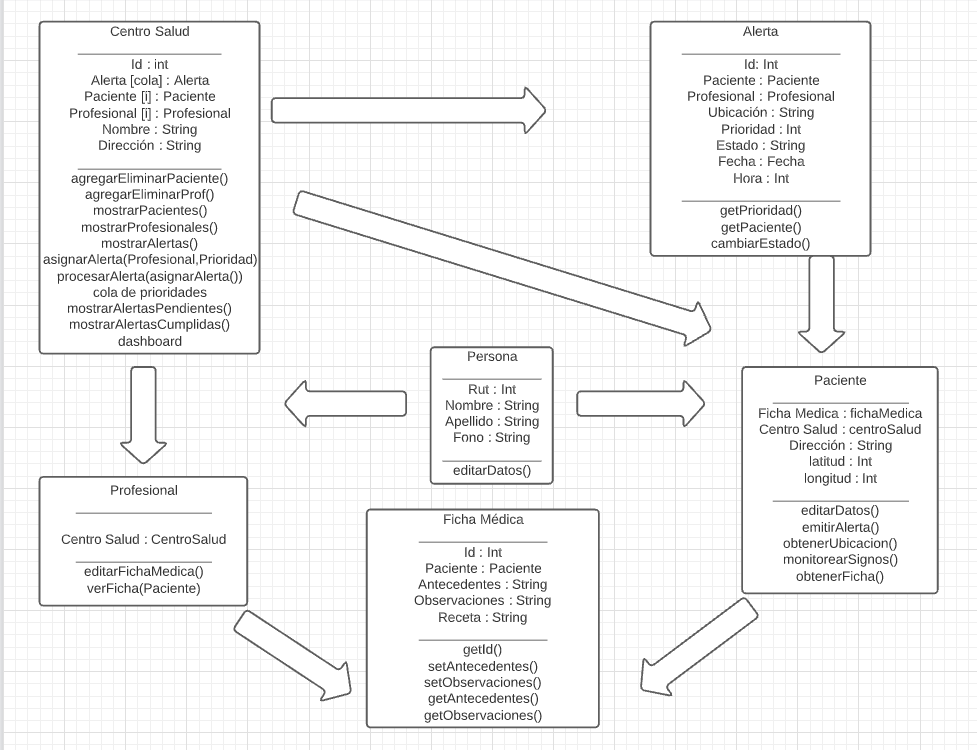 Centro Salud
Id : int
Alerta [cola] : Alerta
Paciente [i] : Paciente
Profesional [i] : Profesional
Nombre : String
Dirección : String
agregarEliminarPaciente()
agregarEliminarProf()
mostrarPacientes()
mostrarProfesionales()
mostrarAlertas()
asignarAlerta(Profesional,Prioridad)
procesarAlerta(asignarAlerta())
cola de prioridades
mostrarAlertasPendientes()
mostrarAlertasCumplidas()
dashboard
Alerta
Id: Int
Paciente : Paciente
Profesional : Profesional
Ubicación : String
Prioridad : Int
Estado : String
Fecha : Fecha
Hora : Int
getPrioridad()
getPaciente()
cambiarEstado()
Persona
Rut : Int
Nombre : String
Apellido : String
Fono : String
editarDatos()
Paciente
Ficha Medica : fichaMedica
Centro Salud : centroSalud
Dirección : String
latitud : Int
longitud : Int
editarDatos()
emitirAlerta()
obtenerUbicacion()
monitorearSignos()
obtenerFicha()
Profesional
Centro Salud : CentroSalud
editarFichaMedica()
verFicha(Paciente)
Ficha Médica
Id : Int
Paciente : Paciente
Antecedentes : String
Observaciones : String
Receta : String
getId()
setAntecedentes()
setObservaciones()
getAntecedentes()
getObservaciones()